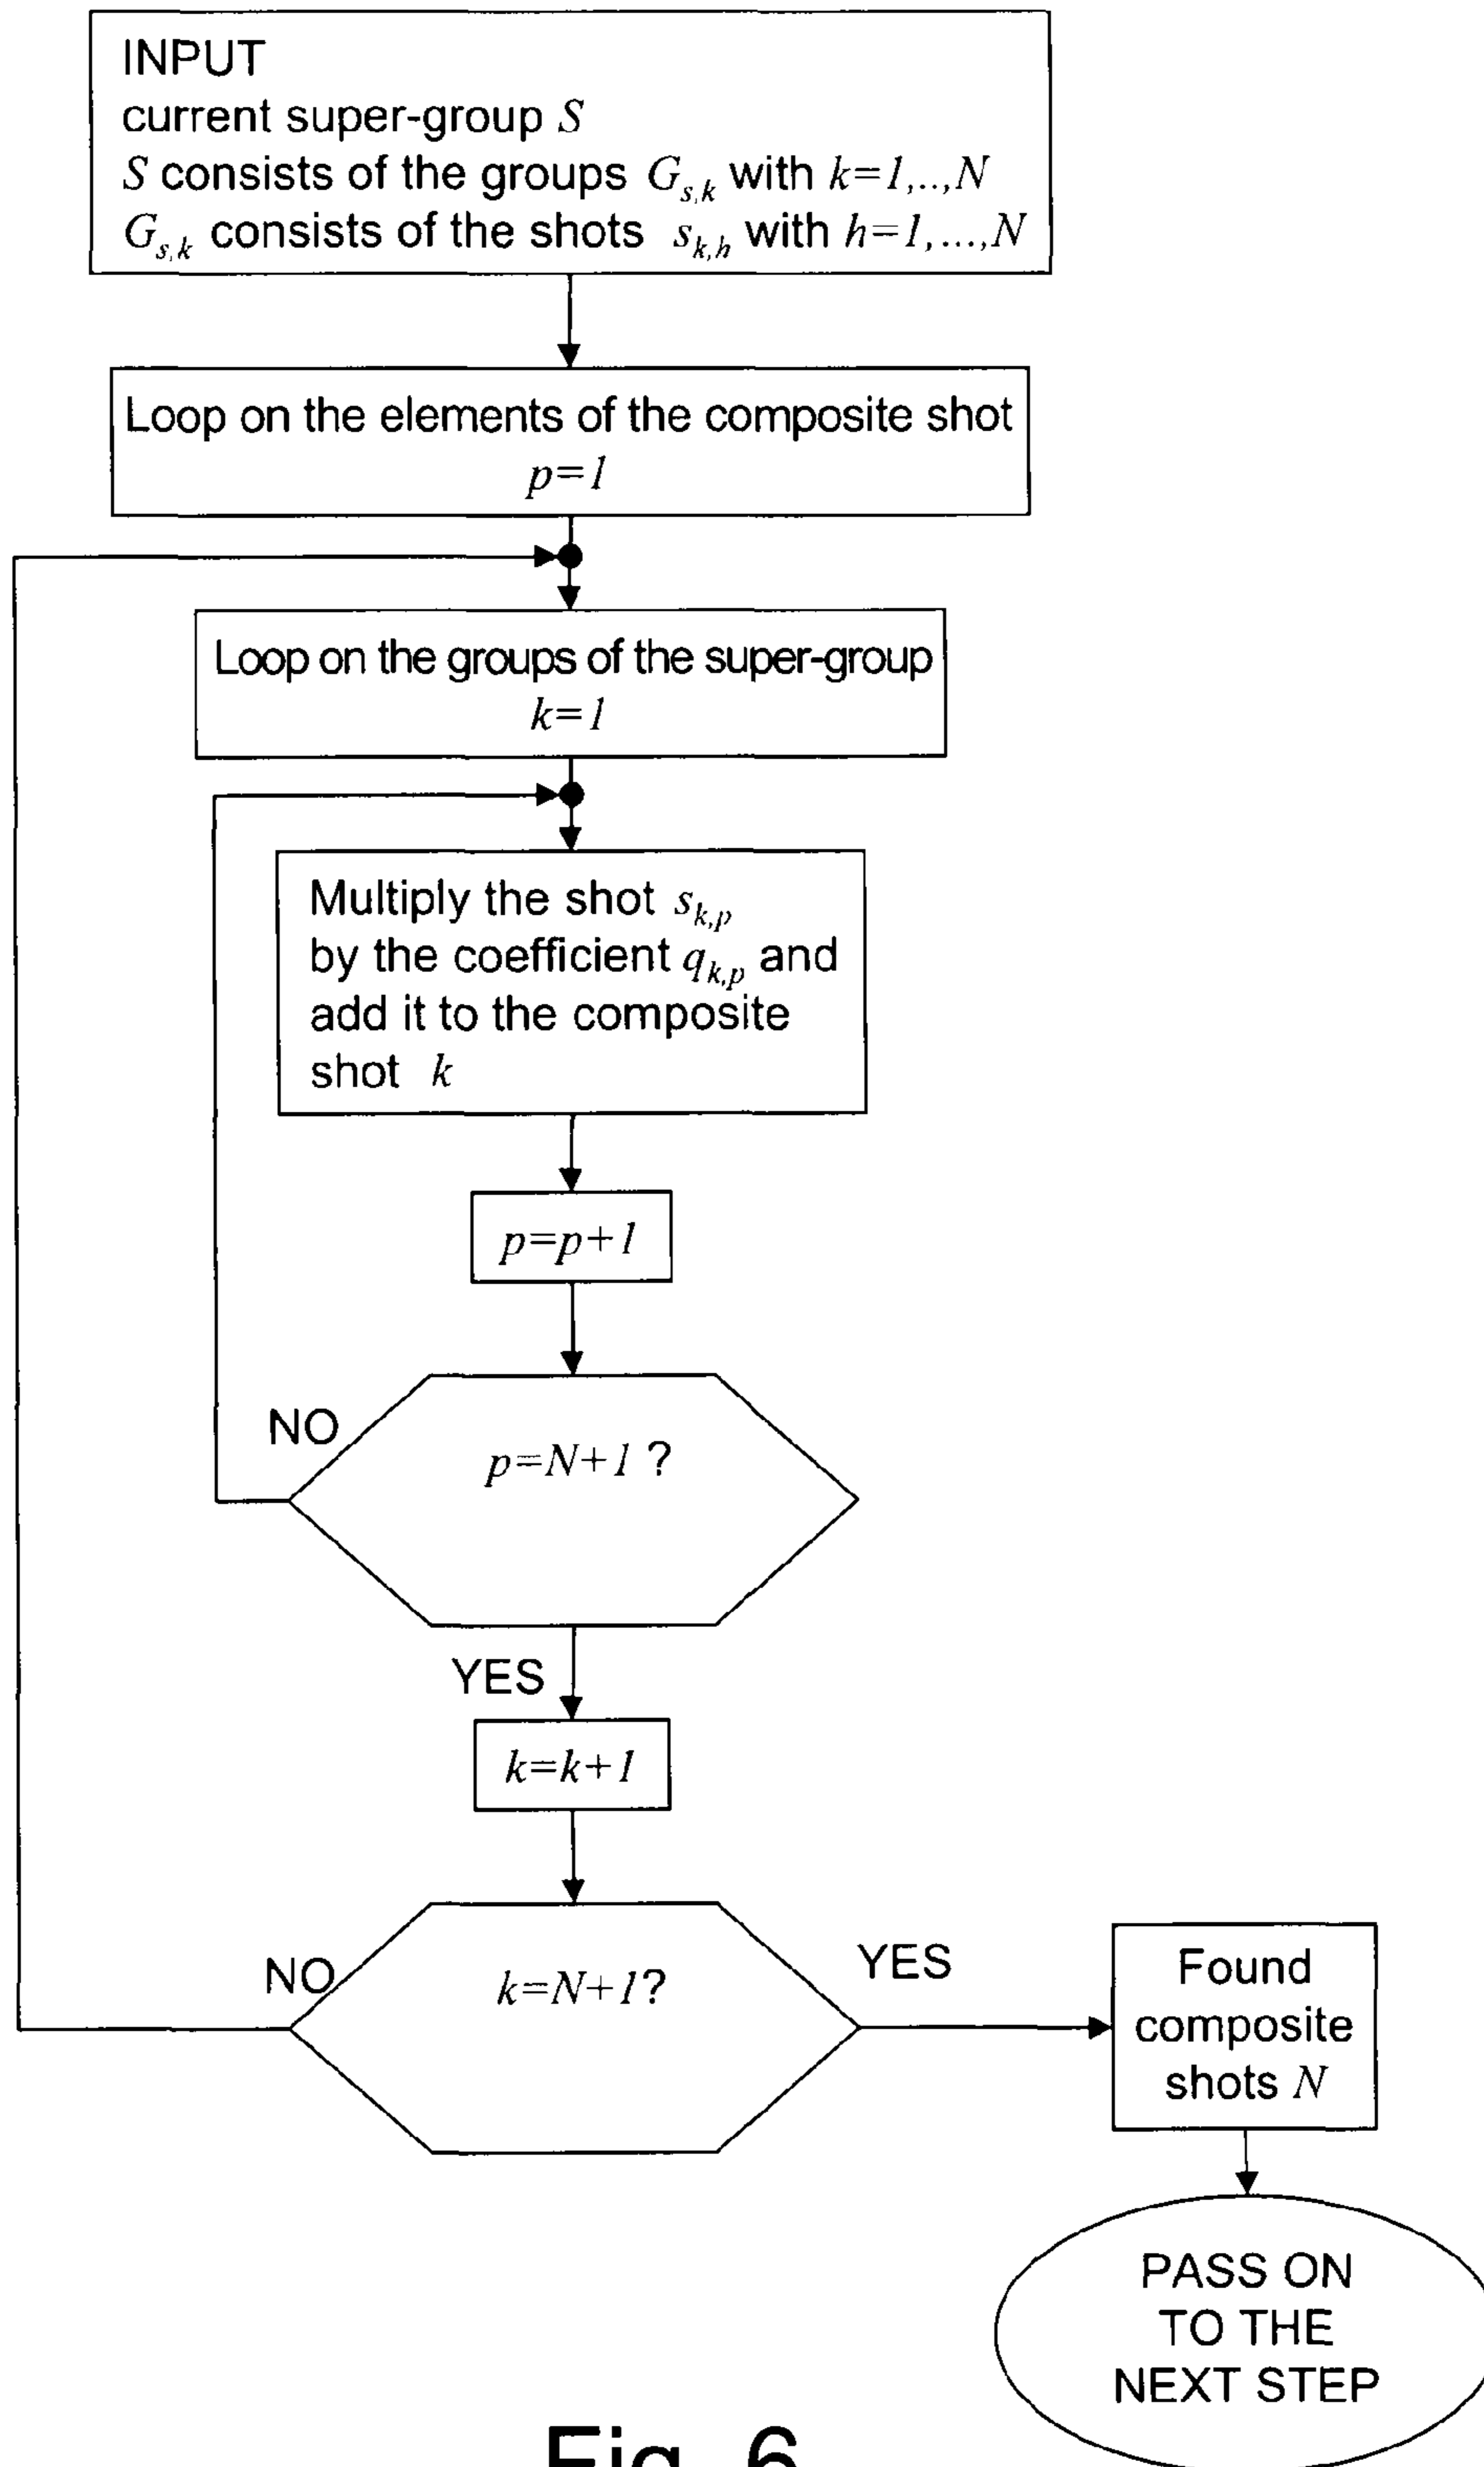 INPUT
current super-group S
S consists of the groups G_{s,k} with k=1,..,N
G_{s,k} consists of the shots s_{k,h} with h=1,...,N
Loop on the elements of the composite shot
p=1
Loop on the groups of the super-group
k=1
Multiply the shot s_{k,p}
by the coefficient q_{k,p} and
add it to the composite
shot k
p=p+1
NO
p=N+1 ?
YES
k=k+1
NO
k=N+1?
YES
Found
composite
shots N
PASS ON
TO THE
NEXT STEP
Fig. 6